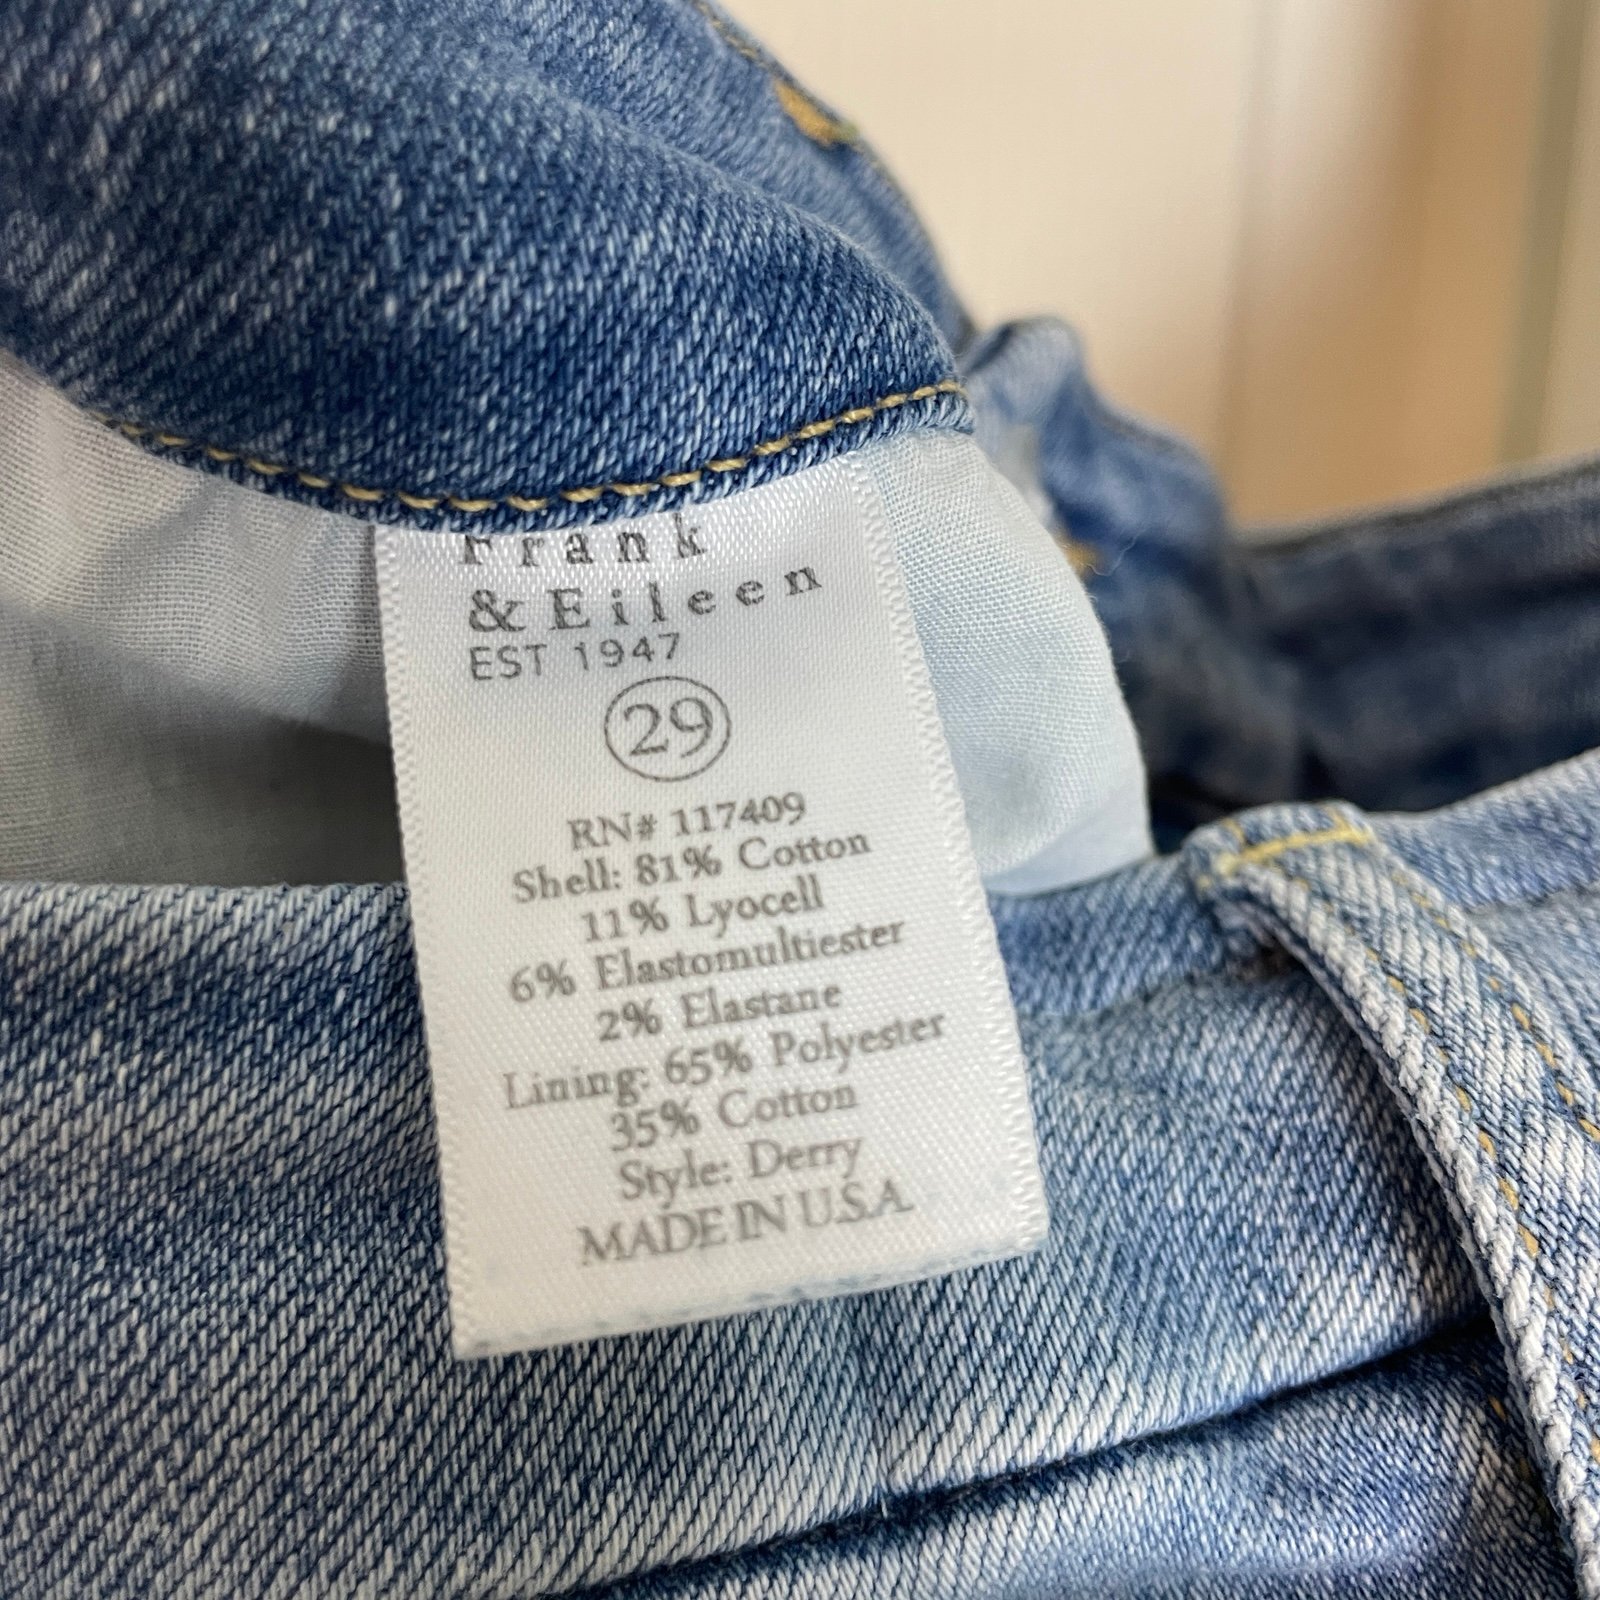 Frank
& Eileen
EST 1947
29
RN# 117409
Shell: 81% Cotton
11% Lyocell
6% Elastomultiester
2% Elastane
Lining: 65% Polyester
35% Cotton
Style: Derry
MADE IN U.S.A.